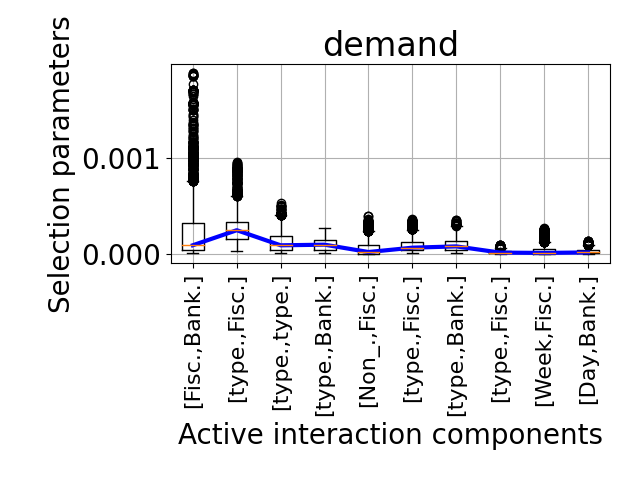 demand
Selection parameters
0.001
0.000
[Fisc.,Bank.]
[type.,Fisc.]
[type.,type.]
[type.,Bank.]
[Non_.,Fisc.]
[type.,Fisc.]
[type.,Bank.]
[type.,Fisc.]
[Week,Fisc.]
[Day,Bank.]
Active interaction components